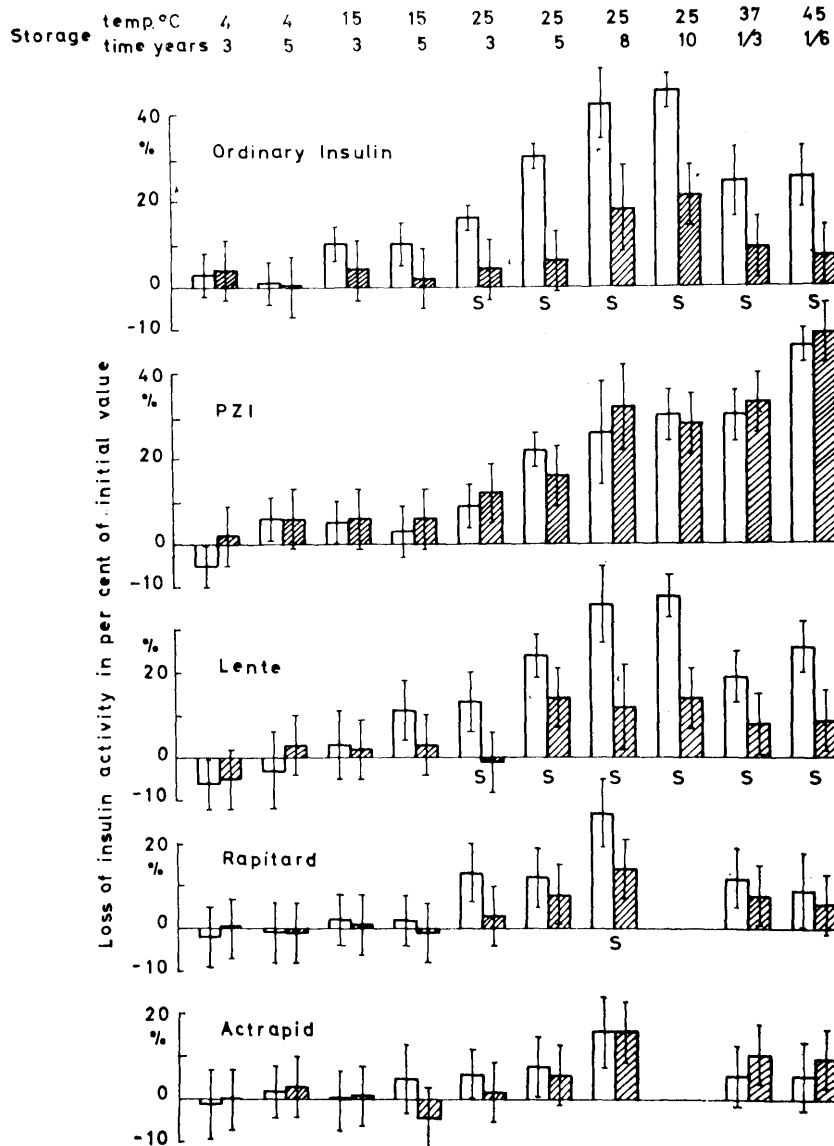 temp.°C 4 4 15 15 25 25 25 25 37 45
Storage time years 3 5 3 5 3 5 8 10 1/3 1/6
Loss of insulin activity in per cent of initial value
40
%
Ordinary Insulin
20
0
S S S S S S
-10
40
%
PZI
20
0
-10
%
Lente
20
0
S S S S S S
-10
20
%
Rapitard
0
S
-10
20
%
Actrapid
0
-10